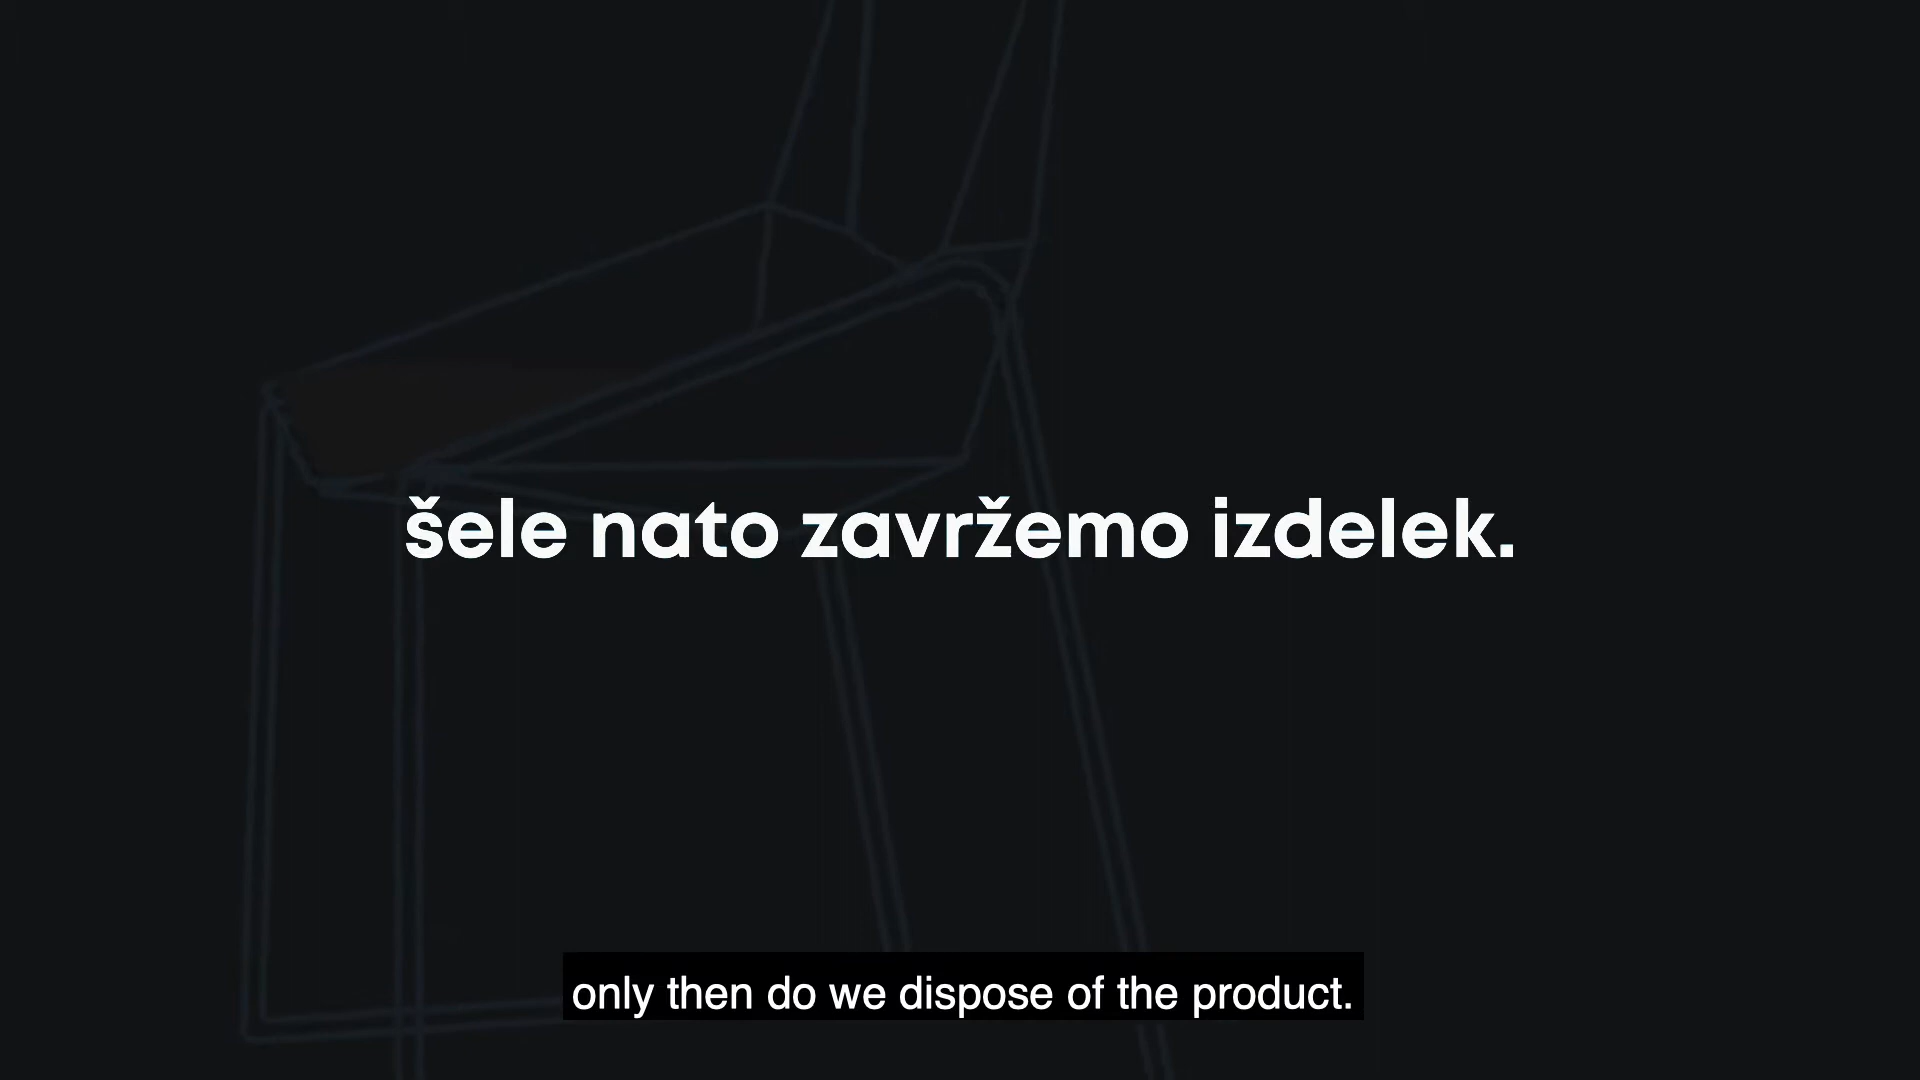 šele nato zavržemo izdelek.
only then do we dispose of the product.